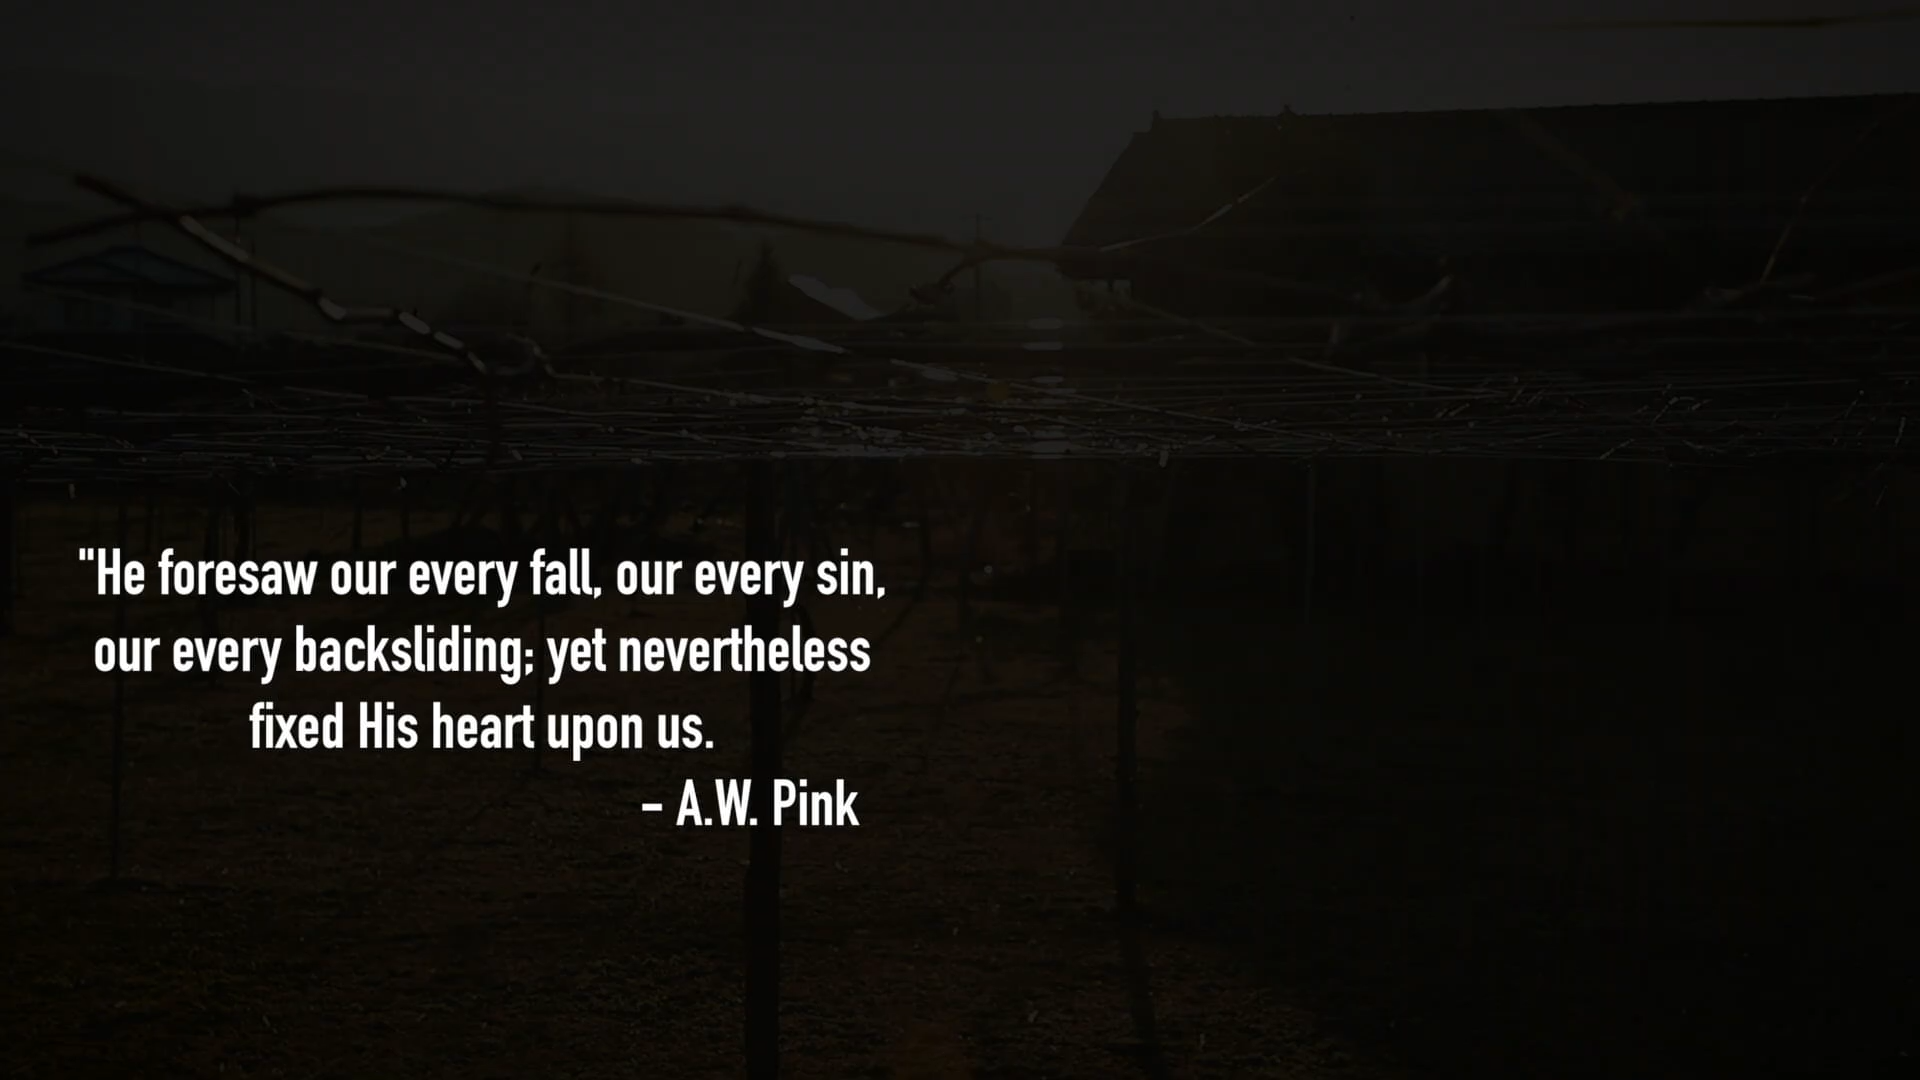 "He foresaw our every fall, our every sin,
our every backsliding; yet nevertheless
fixed His heart upon us.
- A.W. Pink